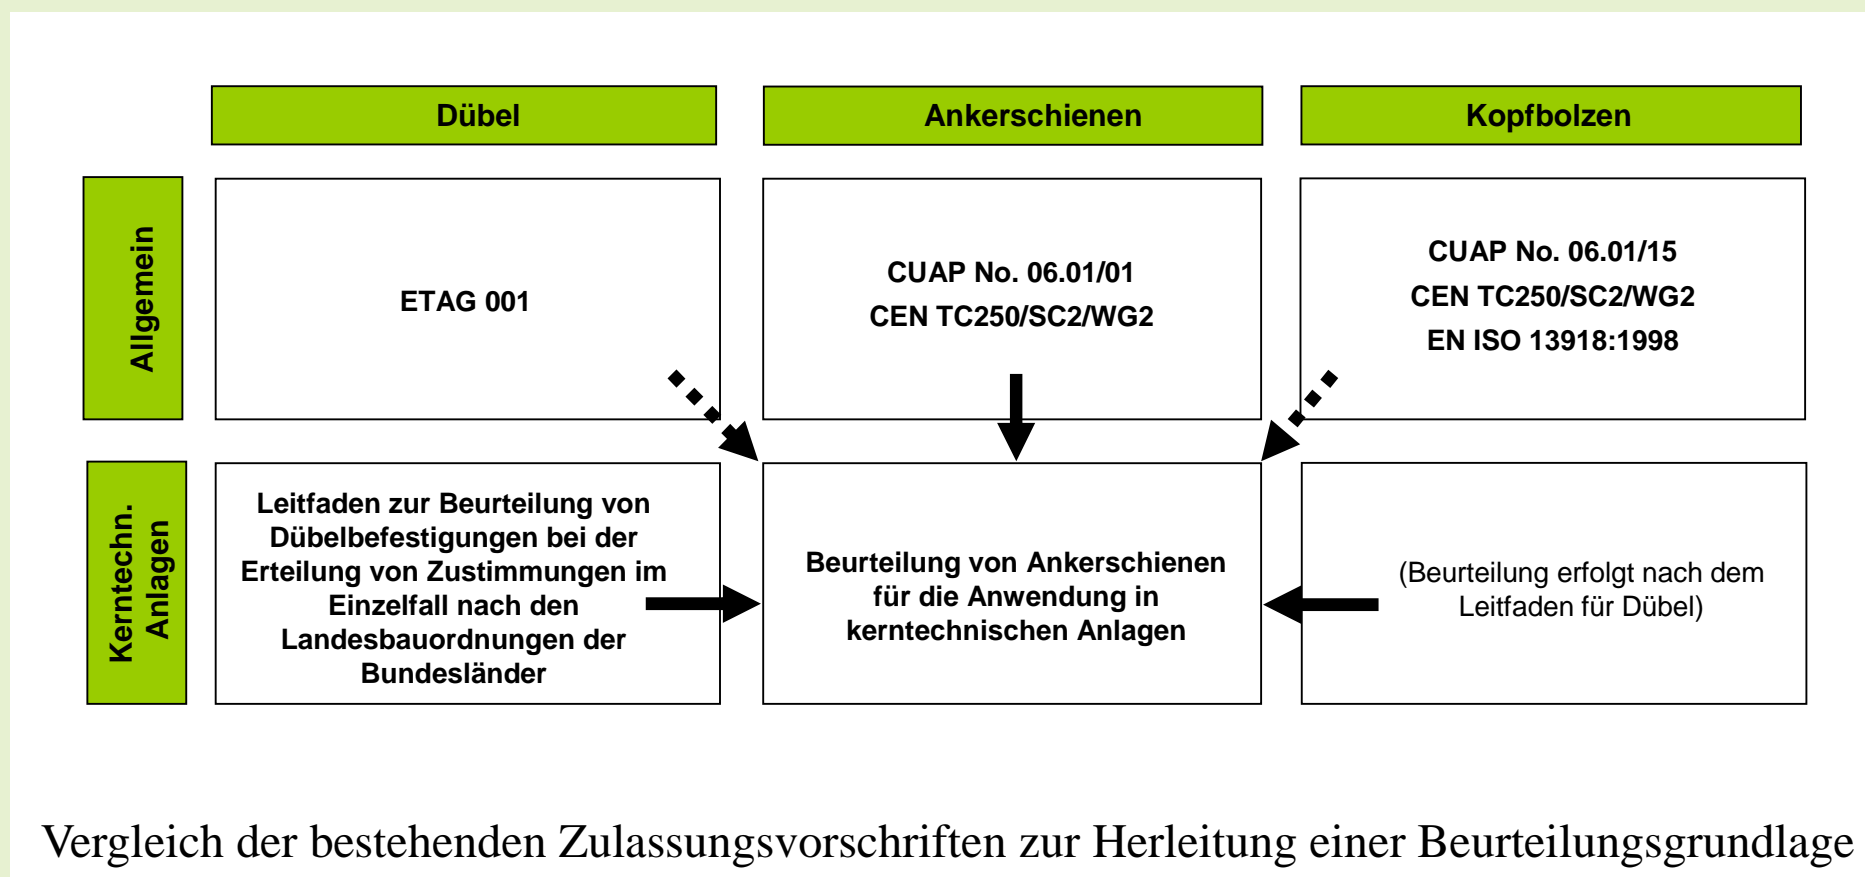 Dübel
Ankerschienen
Kopfbolzen
Allgemein
ETAG 001
CUAP No. 06.01/01
CEN TC250/SC2/WG2
CUAP No. 06.01/15
CEN TC250/SC2/WG2
EN ISO 13918:1998
Kerntechn.
Anlagen
Leitfaden zur Beurteilung von
Dübelbefestigungen bei der
Erteilung von Zustimmungen im
Einzelfall nach den
Landesbauordnungen der
Bundesländer
Beurteilung von Ankerschienen
für die Anwendung in
kerntechnischen Anlagen
(Beurteilung erfolgt nach dem
Leitfaden für Dübel)
Vergleich der bestehenden Zulassungsvorschriften zur Herleitung einer Beurteilungsgrundlage